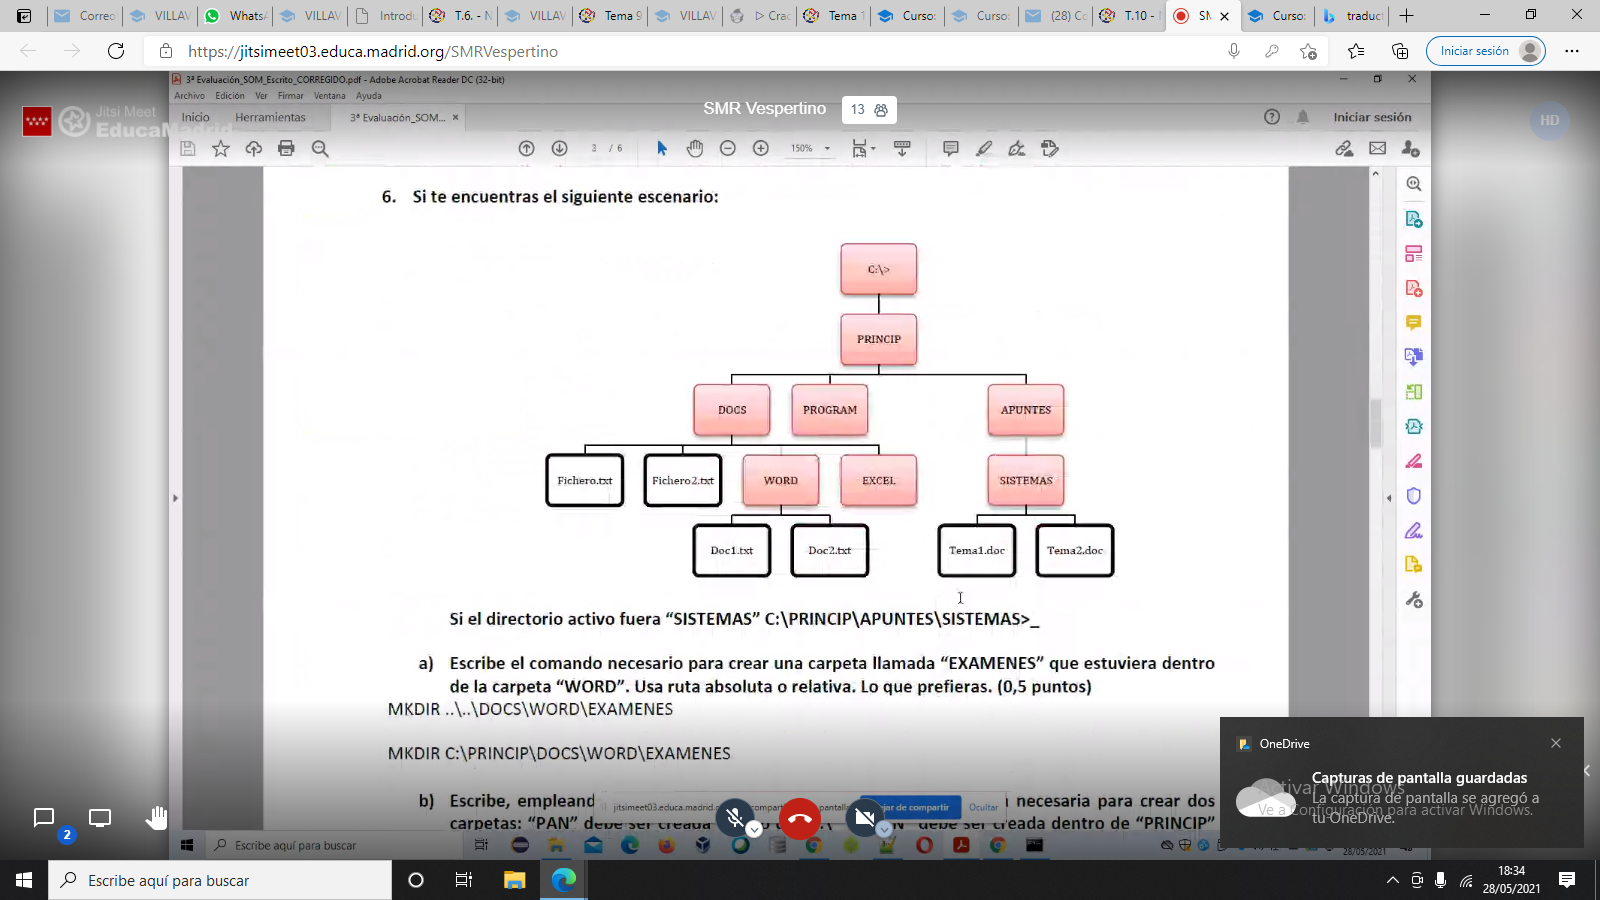 Correo
VILLAV
WhatsA
VILLAV
Introdu
T.6. - N
VILLAV
Tema 9
VILLAV
Crac
Tema 1
Curso:
Curso:
(28) Co
T.10 - N
SM
Curso:
traduct
https://jitsimeet03.educa.madrid.org/SMRVespertino
Iniciar sesión
3ª Evaluación_SOM_Escrito_CORREGIDO.pdf - Adobe Acrobat Reader DC (32-bit)
Archivo Edición Ver Firmar Ventana Ayuda
Jitsi Meet
EducaMadrid
SMR Vespertino
13
HD
Inicio
Herramientas
3ª Evaluación_SOM...
Iniciar sesión
3 / 6
150%
6. Si te encuentras el siguiente escenario:
C:\>
PRINCIP
DOCS
PROGRAM
APUNTES
Fichero.txt
Fichero2.txt
WORD
EXCEL
SISTEMAS
Doc1.txt
Doc2.txt
Tema1.doc
Tema2.doc
Si el directorio activo fuera “SISTEMAS” C:\PRINCIP\APUNTES\SISTEMAS>_
a) Escribe el comando necesario para crear una carpeta llamada “EXAMENES” que estuviera dentro
de la carpeta “WORD”. Usa ruta absoluta o relativa. Lo que prefieras. (0,5 puntos)
MKDIR ..\..\DOCS\WORD\EXAMENES
MKDIR C:\PRINCIP\DOCS\WORD\EXAMENES
b) Escribe, empleand
necesaria para crear dos
carpetas: “PAN” debe ser creada
debe ser creada dentro de “PRINCIP”
jitsimeet03.educa.madrid.o
compart
pantalla
jar de compartir
Ocultar
OneDrive
Capturas de pantalla guardadas
La captura de pantalla se agregó a
tu OneDrive.
Activar Windows
Ve a Configuración para activar Windows.
2
Escribe aquí para buscar
28/05/2021
Escribe aquí para buscar
18:34
28/05/2021